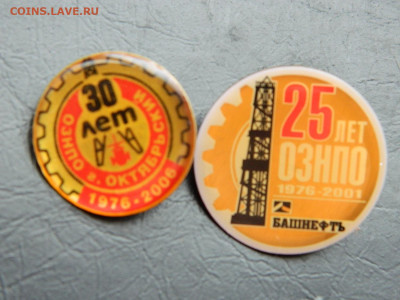 COINS.LAVE.RU
30
лет
ОЗНПО г. ОКТЯБРЬСКИЙ
1976-2006
25 ЛЕТ
ОЗНПО
1976-2001
БАШНЕФТЬ